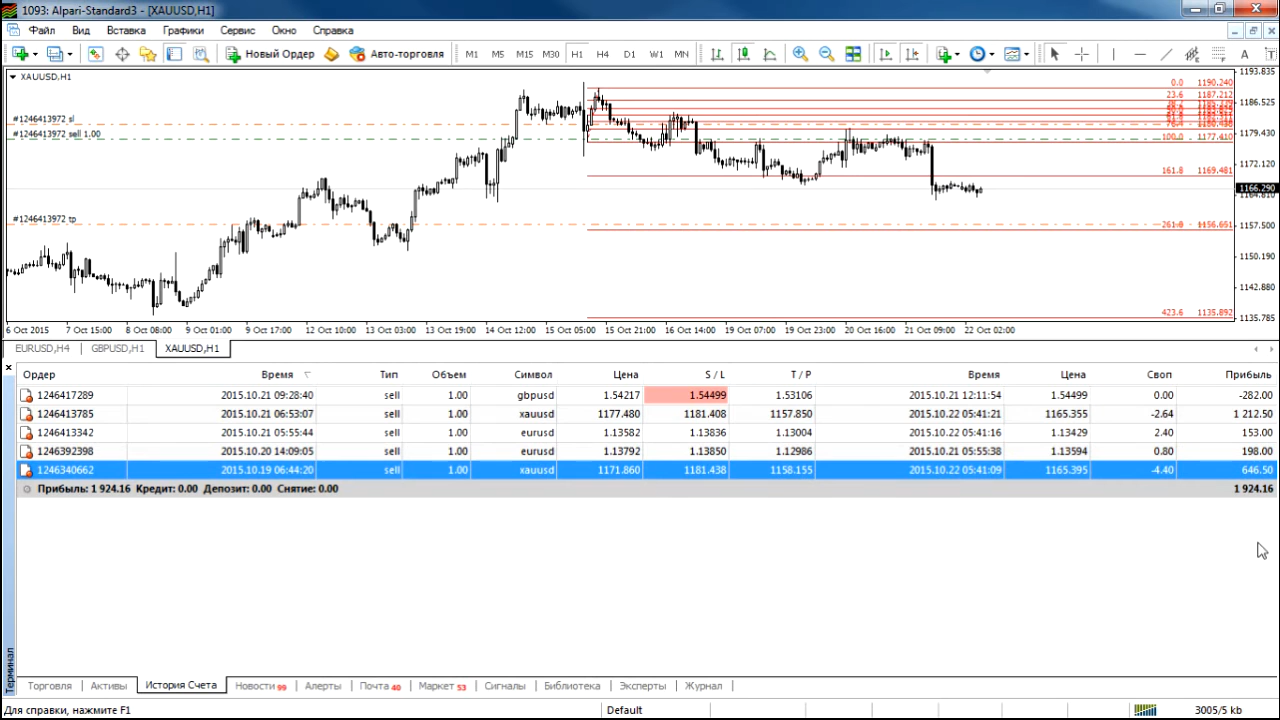 1093: Alpari-Standard3 - [XAUUSD,H1]
Файл Вид Вставка Графики Сервис Окно Справка
Новый Ордер Авто-торговля M1 M5 M15 M30 H1 H4 D1 W1 MN A T
XAUUSD,H1
1193.835
0.0 1190.240
23.6 1187.212
1186.525
#1246413972 sl
#1246413972 sell 1.00
1179.430
100.0 1177.410
1172.120
161.8 1169.481
1166.290
1164.810
#1246413972 tp
261.8 1156.651
1157.500
1150.190
1142.880
423.6 1135.892
1135.785
6 Oct 2015 7 Oct 15:00 8 Oct 08:00 9 Oct 01:00 9 Oct 17:00 12 Oct 10:00 13 Oct 03:00 13 Oct 19:00 14 Oct 12:00 15 Oct 05:00 15 Oct 21:00 16 Oct 14:00 19 Oct 07:00 19 Oct 23:00 20 Oct 16:00 21 Oct 09:00 22 Oct 02:00
EURUSD,H4 GBPUSD,H1 XAUUSD,H1
Ордер Время Тип Объем Символ Цена S / L T / P Время Цена Своп Прибыль
1246417289 2015.10.21 09:28:40 sell 1.00 gbpusd 1.54217 1.54499 1.53106 2015.10.21 12:11:54 1.54499 0.00 -282.00
1246413785 2015.10.21 06:53:07 sell 1.00 xauusd 1177.480 1181.408 1157.850 2015.10.22 05:41:21 1165.355 -2.64 1 212.50
1246413342 2015.10.21 05:55:44 sell 1.00 eurusd 1.13582 1.13836 1.13004 2015.10.22 05:41:16 1.13429 2.40 153.00
1246392398 2015.10.20 14:09:05 sell 1.00 eurusd 1.13792 1.13850 1.12986 2015.10.21 05:55:38 1.13594 0.80 198.00
1246340662 2015.10.19 06:44:20 sell 1.00 xauusd 1171.860 1181.438 1158.155 2015.10.22 05:41:09 1165.395 -4.40 646.50
Прибыль: 1 924.16 Кредит: 0.00 Депозит: 0.00 Снятие: 0.00 1 924.16
Терминал
Торговля Активы История Счета Новости 99 Алерты Почта 40 Маркет 53 Сигналы Библиотека Эксперты Журнал
Для справки, нажмите F1 Default 3005/5 kb